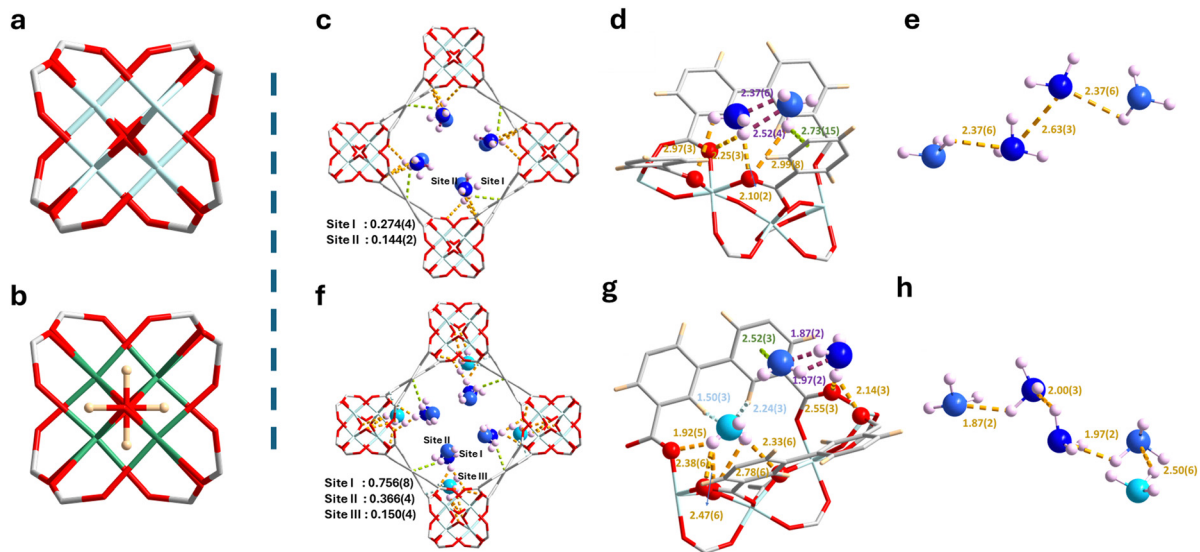 a
c
d
e
Site II
Site I
Site I : 0.274(4)
Site II : 0.144(2)
2.37(6)
2.52(4)
2.73(15)
2.97(3)
2.25(3)
2.99(8)
2.10(2)
2.37(6)
2.37(6)
2.63(3)
b
f
g
h
Site II
Site I
Site III
Site I : 0.756(8)
Site II : 0.366(4)
Site III : 0.150(4)
2.52(3)
1.87(2)
1.97(2)
2.14(3)
1.50(3)
2.24(3)
2.55(3)
1.92(5)
2.33(6)
2.38(6)
2.78(6)
2.47(6)
2.00(3)
1.87(2)
1.97(2)
2.50(6)